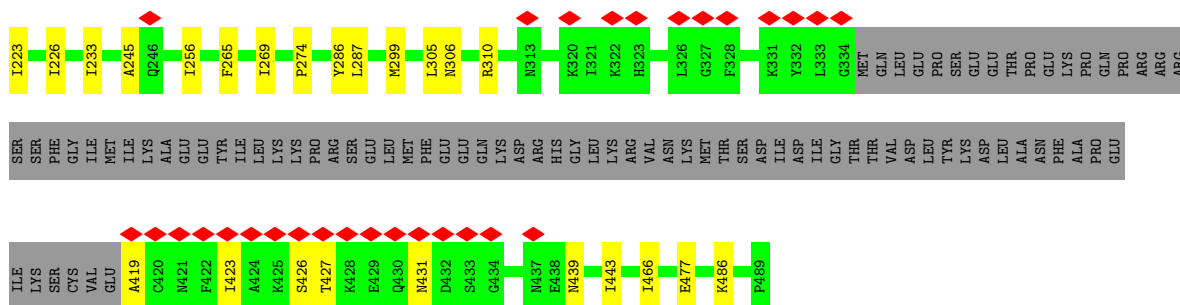 I223 I226 I233 A245 Q246 I256 F265 I269 P274 Y286 L287 M299 L305 N306 R310 N313 K320 I321 K322 H323 L326 G327 F328 K331 Y332 L333 G334 MET GLN LEU GLU PRO SER GLU GLU THR PRO GLU LYS PRO GLN PRO ARG ARG ARG
SER SER PHE GLY ILE MET ILE LYS ALA GLU GLU TYR ILE LEU LYS LYS PRO ARG SER GLU LEU MET PHE GLU GLU GLN LYS ASP ARG HIS GLY LEU LYS ARG VAL ASN LYS MET THR SER ASP ILE ASP ILE GLY THR THR VAL ASP LEU TYR LYS ASP LEU ALA ASN PHE ALA PRO GLU
ILE LYS SER CYS VAL GLU A419 C420 N421 F422 I423 A424 K425 S426 T427 K428 E429 Q430 N431 D432 S433 G434 N437 E438 N439 I443 I466 E477 K486 P489